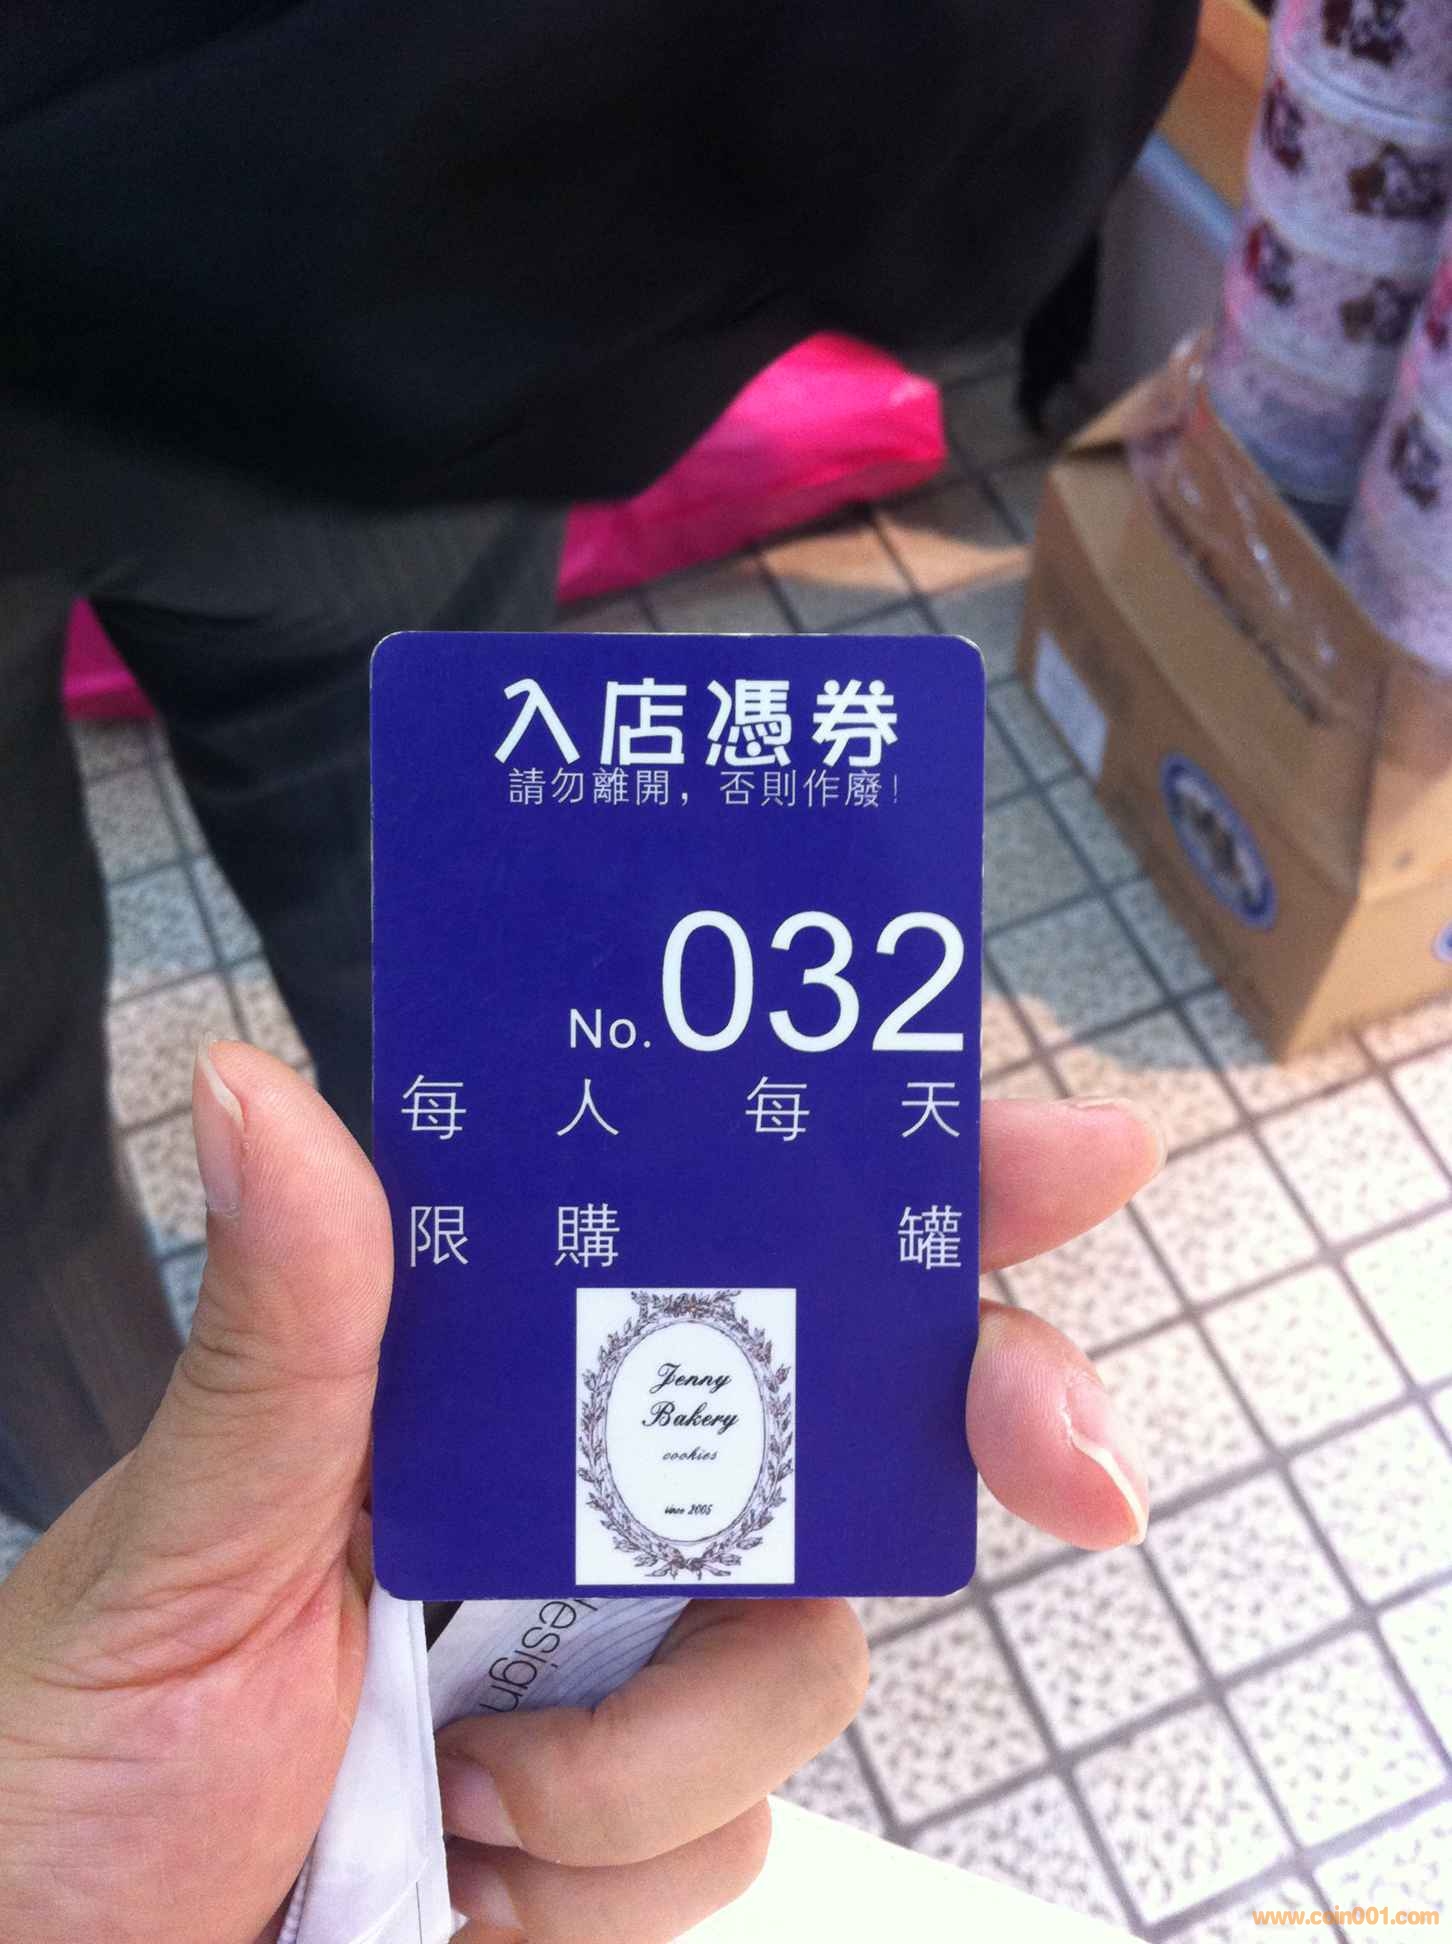 入店憑券
請勿離開，否則作廢!
No.032
每人每天
限購 罐
Jenny
Bakery
cookies
since 2005
design
www.coin001.com